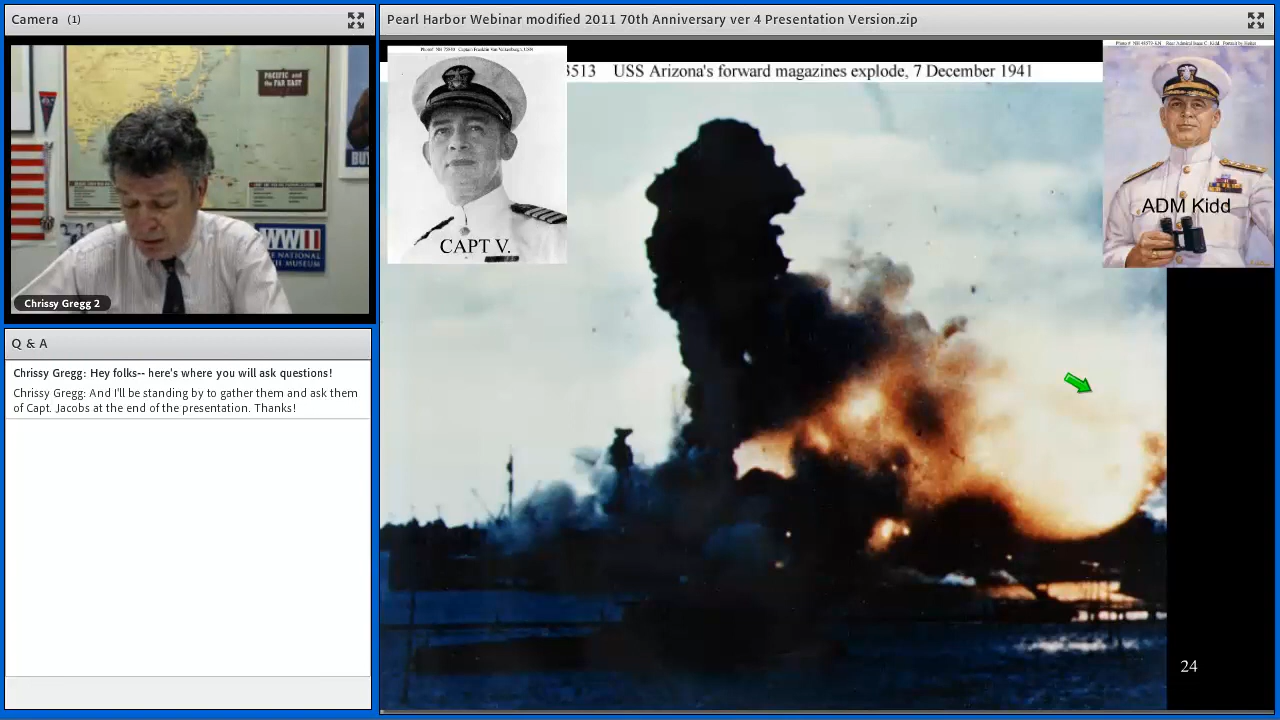 Camera (1)
Pearl Harbor Webinar modified 2011 70th Anniversary ver 4 Presentation Version.zip
PACIFIC and
the FAR EAST
BUY
WWII
NATIONAL
MUSEUM
Chrissy Gregg 2
Q & A
Chrissy Gregg: Hey folks-- here's where you will ask questions!
Chrissy Gregg: And I'll be standing by to gather them and ask them
of Capt. Jacobs at the end of the presentation. Thanks!
3513 USS Arizona's forward magazines explode, 7 December 1941
CAPT V.
ADM Kidd
24